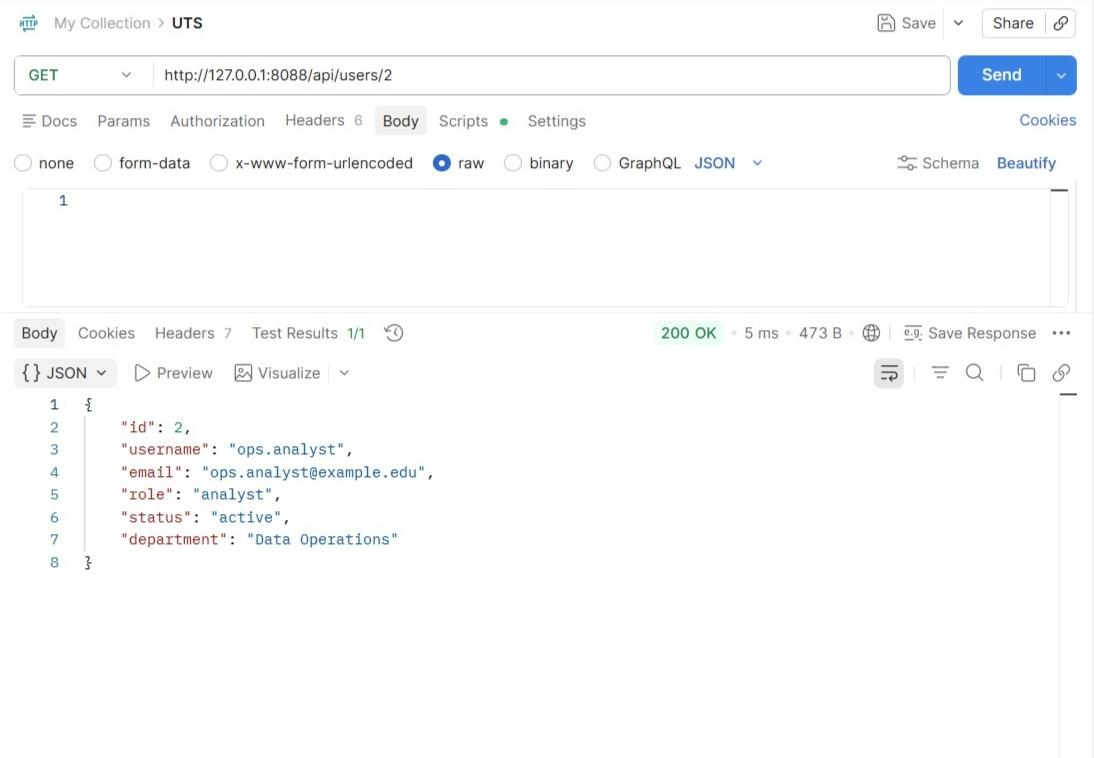 HTTP My Collection > UTS Save Share
GET http://127.0.0.1:8088/api/users/2 Send
Docs Params Authorization Headers 6 Body Scripts Settings Cookies
none form-data x-www-form-urlencoded raw binary GraphQL JSON Schema Beautify
1
Body Cookies Headers 7 Test Results 1/1 200 OK • 5 ms • 473 B • e.g. Save Response •••
{} JSON Preview Visualize
1 {
2 "id": 2,
3 "username": "ops.analyst",
4 "email": "ops.analyst@example.edu",
5 "role": "analyst",
6 "status": "active",
7 "department": "Data Operations"
8 }